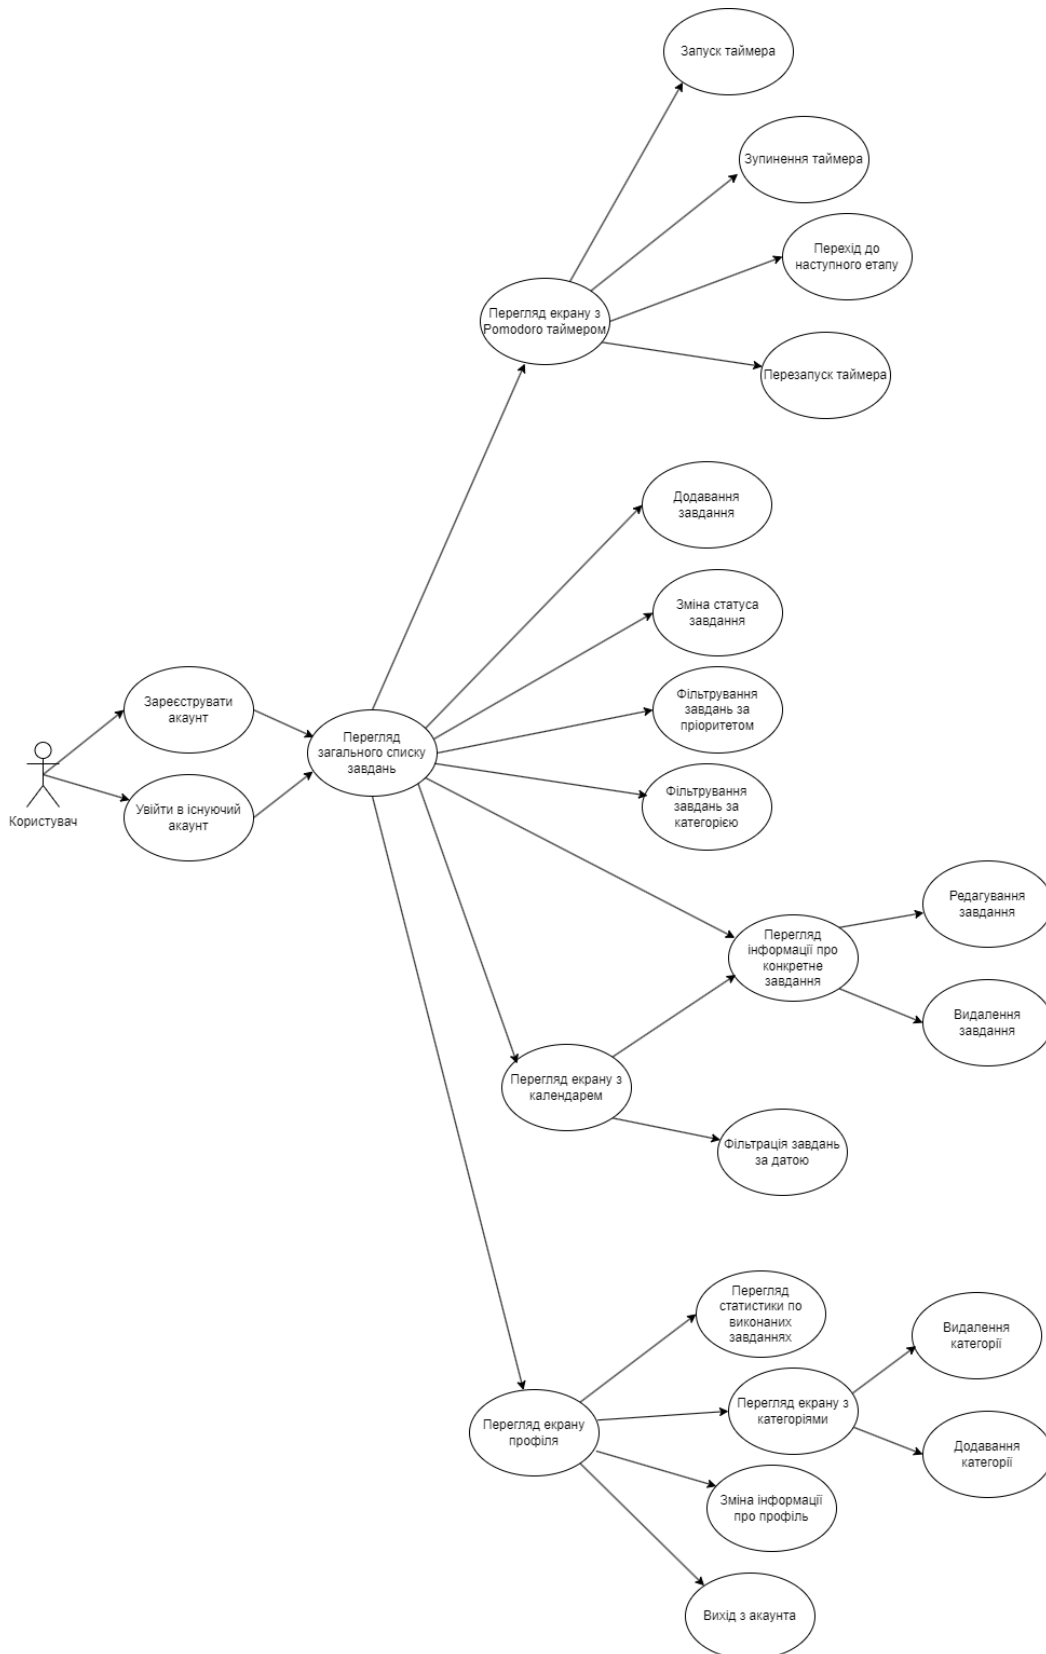 Запуск таймера
Зупинення таймера
Перехід до
наступного етапу
Перегляд екрану з
Pomodoro таймером
Перезапуск таймера
Додавання
завдання
Зміна статуса
завдання
Зареєструвати
акаунт
Фільтрування
завдань за
пріоритетом
Перегляд
загального списку
завдань
Користувач
Увійти в існуючий
акаунт
Фільтрування
завдань за
категорією
Редагування
завдання
Перегляд
інформації про
конкретне
завдання
Видалення
завдання
Перегляд екрану з
календарем
Фільтрація завдань
за датою
Перегляд
статистики по
виконаних
завданнях
Видалення
категорії
Перегляд екрану з
категоріями
Перегляд екрану
профіля
Додавання
категорії
Зміна інформації
про профіль
Вихід з акаунта